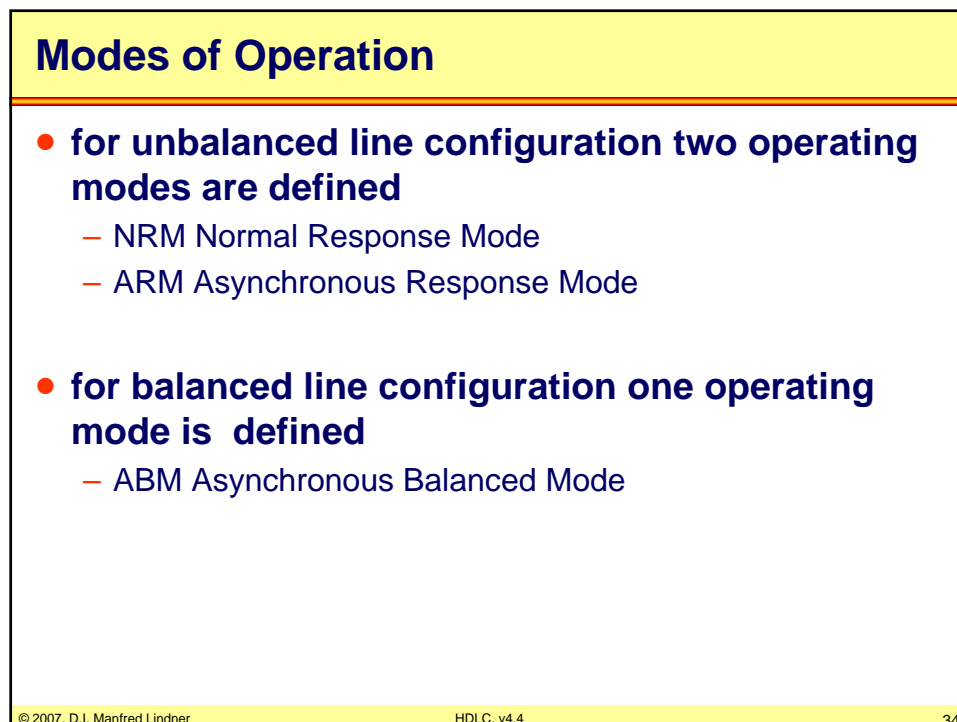 Modes of Operation
• for unbalanced line configuration two operating
modes are defined
– NRM Normal Response Mode
– ARM Asynchronous Response Mode
• for balanced line configuration one operating
mode is  defined
– ABM Asynchronous Balanced Mode
© 2007, D.I. Manfred Lindner HDLC, v4.4 34